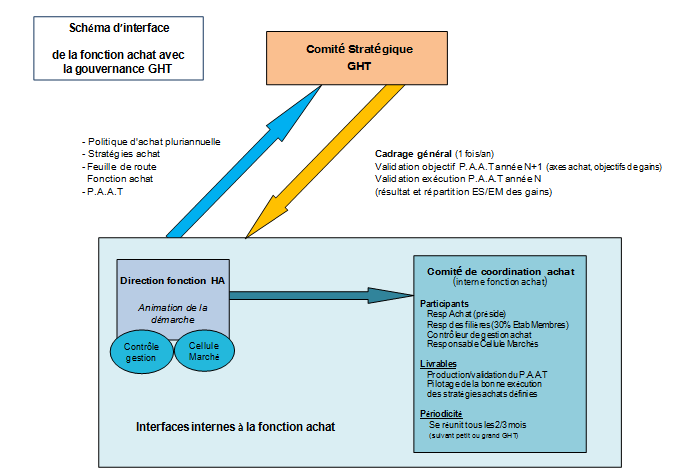 Schéma d'interface
de la fonction achat avec
la gouvernance GHT
Comité Stratégique
GHT
- Politique d'achat pluriannuelle
- Stratégies achat
- Feuille de route
Fonction achat
- P.A.A.T
Cadrage général (1 fois/an)
Validation objectif P.A.A.T année N+1 (axes achat, objectifs de gains)
Validation exécution P.A.A.T année N
(résultat et répartition ES/EM des gains)
Direction fonction HA
Animation de la
démarche
Contrôle
gestion
Cellule
Marché
Comité de coordination achat
(interne fonction achat)
Participants
Resp Achat (préside)
Resp des fillières (30% Etab Membres)
Contrôleur de gestion achat
Responsable Cellule Marchés
Livrables
Production/validation du P.A.A.T
Pilotage de la bonne exécution
des stratégies achats définies
Périodicité
Se réunit tous les 2/3 mois
(suivant petit ou grand GHT)
Interfaces internes à la fonction achat